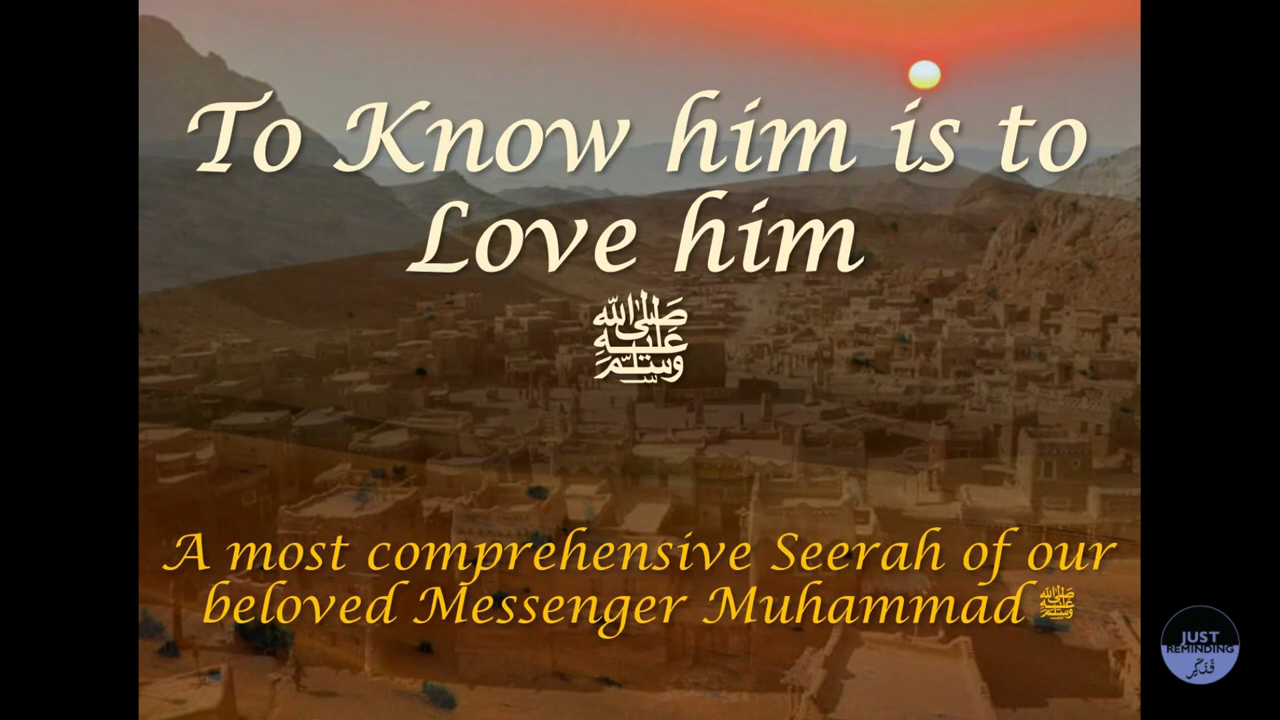 To Know him is to
Love him
ﷺ
A most comprehensive Seerah of our
beloved Messenger Muhammad ﷺ
JUST
REMINDING
فَذَكِّرْ